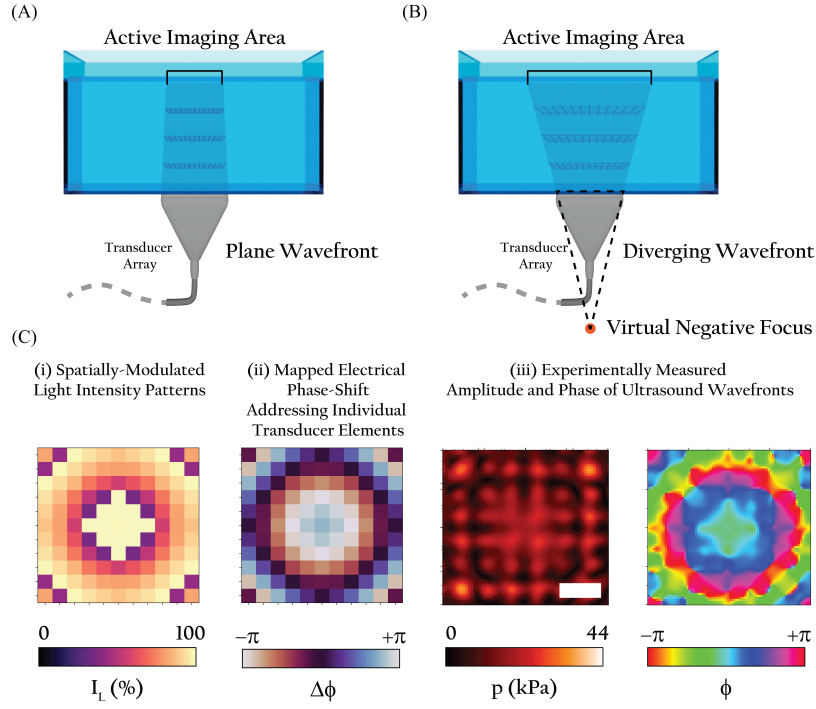 (A)
Active Imaging Area
Transducer
Array
Plane Wavefront
(B)
Active Imaging Area
Transducer
Array
Diverging Wavefront
Virtual Negative Focus
(C)
(i) Spatially-Modulated
Light Intensity Patterns
(ii) Mapped Electrical
Phase-Shift
Addressing Individual
Transducer Elements
(iii) Experimentally Measured
Amplitude and Phase of Ultrasound Wavefronts
0 100
I_L (%)
−π +π
Δϕ
0 44
p (kPa)
−π +π
ϕ